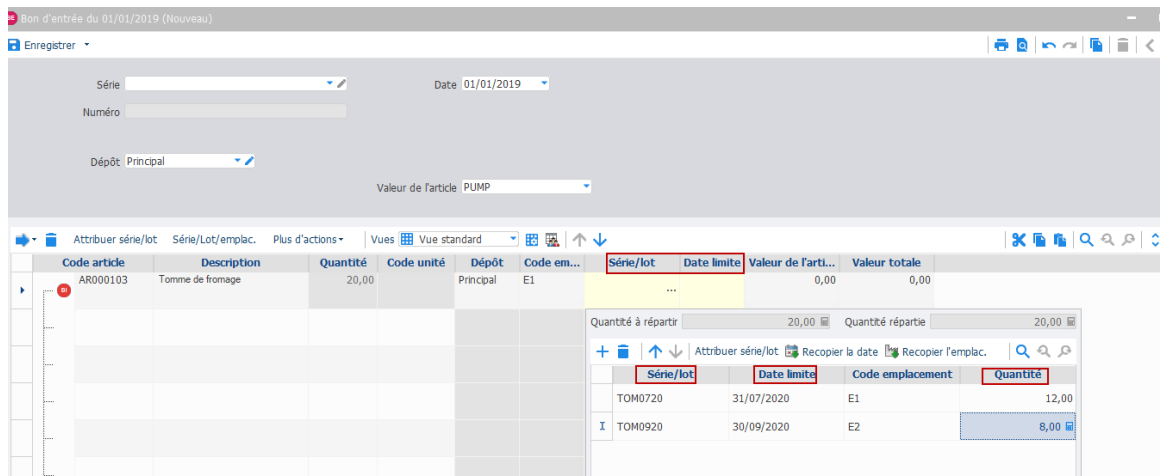 Bon d'entrée du 01/01/2019 (Nouveau)
Enregistrer
Série Date 01/01/2019
Numéro
Dépôt Principal
Valeur de l'article PUMP
Attribuer série/lot Série/Lot/emplac. Plus d'actions Vues Vue standard
Code article Description Quantité Code unité Dépôt Code em... Série/lot Date limite Valeur de l'arti... Valeur totale
AR000103 Tomme de fromage 20,00 Principal E1 ... 0,00 0,00
Quantité à répartir 20,00 Quantité répartie 20,00
Attribuer série/lot Recopier la date Recopier l'emplac.
Série/lot Date limite Code emplacement Quantité
TOM0720 31/07/2020 E1 12,00
TOM0920 30/09/2020 E2 8,00